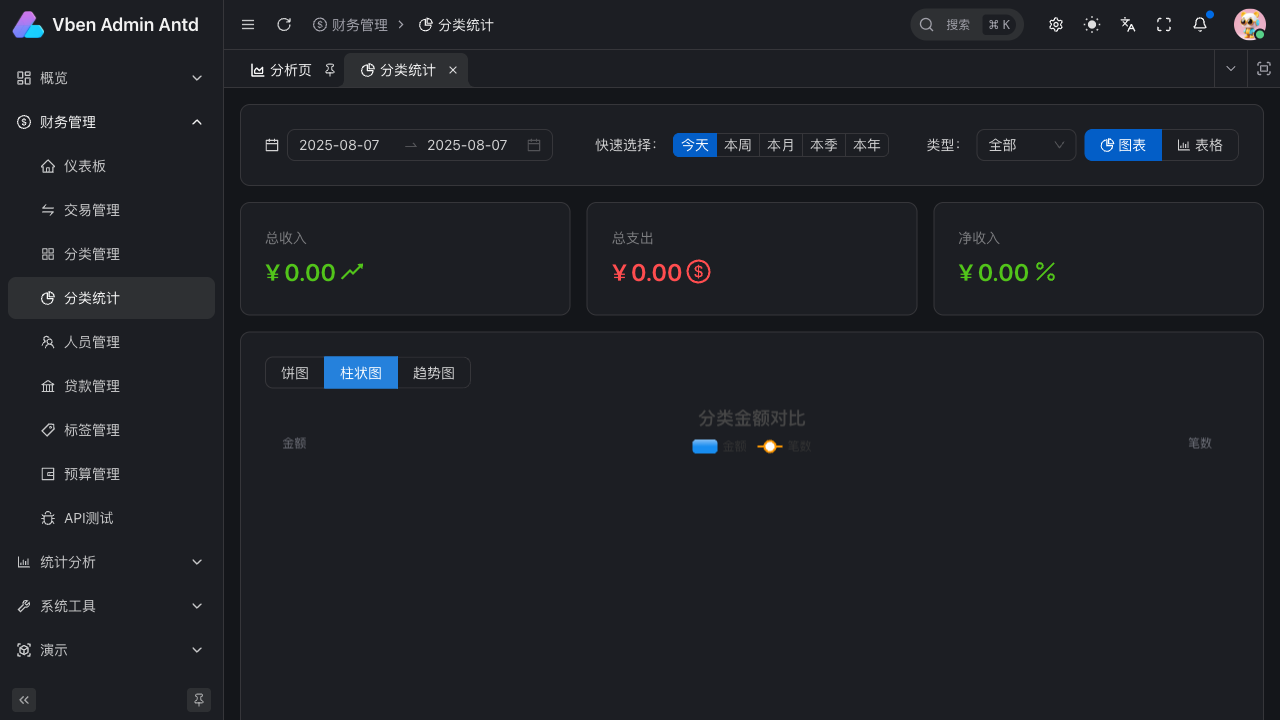 Vben Admin Antd
概览
财务管理
仪表板
交易管理
分类管理
分类统计
人员管理
贷款管理
标签管理
预算管理
API测试
统计分析
系统工具
演示
财务管理 分类统计
搜索 ⌘ K
分析页 分类统计
2025-08-07 2025-08-07 快速选择： 今天 本周 本月 本季 本年 类型： 全部 图表 表格
总收入
¥ 0.00
总支出
¥ 0.00
净收入
¥ 0.00 %
饼图 柱状图 趋势图
分类金额对比
金额 笔数
金额
笔数